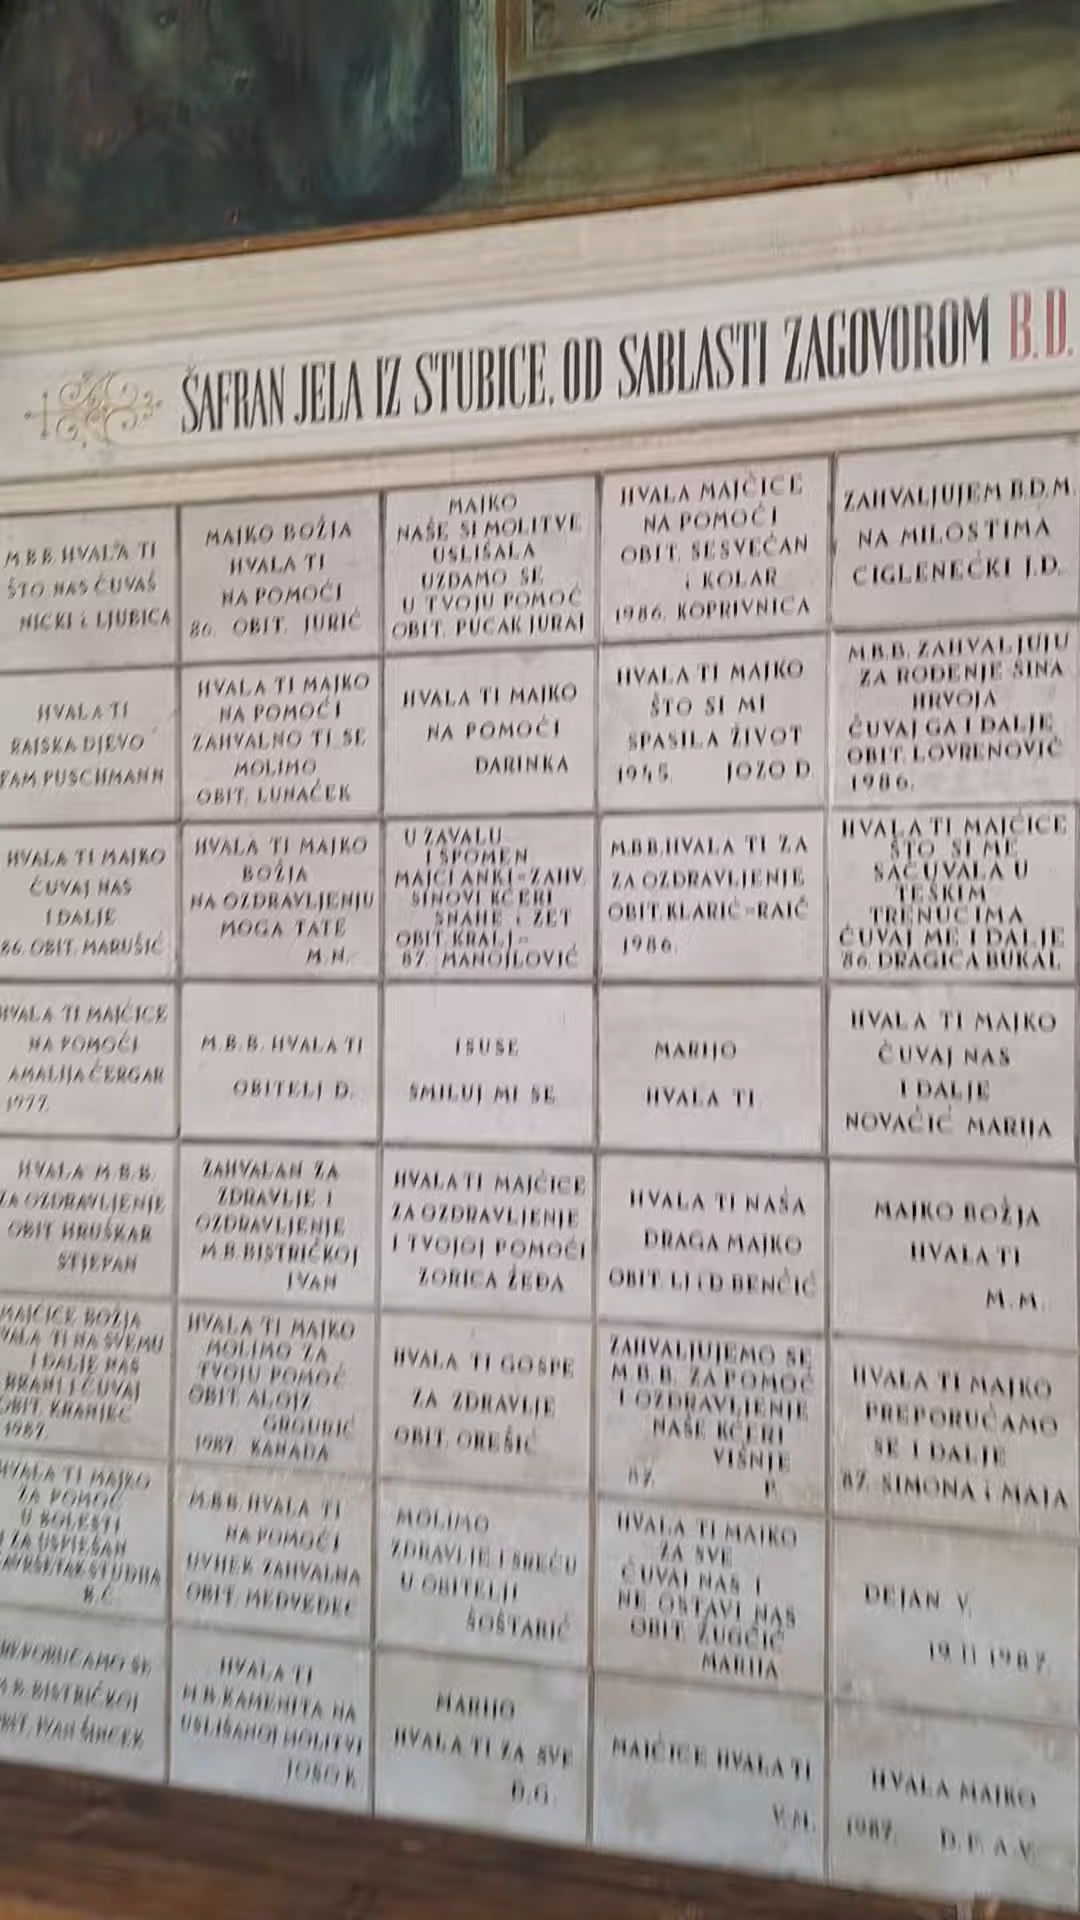 ŠAFRAN JELA IZ STUBICE, OD SABLASTI ZAGOVOROM B.D.
M.B.B. HVALA TI
ŠTO NAS ČUVAŠ
NICKI i LJUBICA
MAJKO BOŽJA
HVALA TI
NA POMOĆI
86. OBIT. JURIĆ
MAJKO
NAŠE SI MOLITVE
USLIŠALA
UZDAMO SE
U TVOJU POMOĆ
OBIT. PUCAK JURAJ
HVALA MAJČICE
NA POMOĆI
OBIT. SESVEČAN
i KOLAR
1986. KOPRIVNICA
ZAHVALJUJEM B.D.M.
NA MILOSTIMA
CIGLENEČKI J.D.
HVALA TI
RAJSKA DJEVO
FAM. PUSCHMANN
HVALA TI MAJKO
NA POMOĆI
ZAHVALNO TI SE
MOLIMO
OBIT. LUNAČEK
HVALA TI MAJKO
NA POMOĆI
DARINKA
HVALA TI MAJKO
ŠTO SI MI
SPASILA ŽIVOT
1945. JOZO D.
M.B.B. ZAHVALJUJU
ZA ROĐENJE SINA
HRVOJA
ČUVAJ GA I DALJE
OBIT. LOVRENOVIĆ
1986.
HVALA TI MAJKO
ČUVAJ NAS
I DALJE
86. OBIT. MARUŠIĆ
HVALA TI MAJKO
BOŽJA
NA OZDRAVLJENJU
MOGA TATE
M.N.
U ZAVALU
I SPOMEN
MAJCI ANKI-ZAHV.
SINOVI KĆERI
SNAHE i ZET
OBIT. KRALJ-
87. MANOJLOVIĆ
M.B.B. HVALA TI ZA
ZA OZDRAVLJENJE
OBIT. KLARIĆ-RAIČ
1986.
HVALA TI MAJČICE
ŠTO SI ME
SAČUVALA U
TEŠKIM
TRENUCIMA
ČUVAJ ME I DALJE
86. DRAGICA BUKAL
HVALA TI MAJČICE
NA POMOĆI
AMALIJA ČERGAR
1977.
M.B.B. HVALA TI
OBITELJ D.
ISUSE
SMILUJ MI SE
MARIJO
HVALA TI
HVALA TI MAJKO
ČUVAJ NAS
I DALJE
NOVAČIĆ MARIJA
HVALA M.B.B.
ZA OZDRAVLJENJE
OBIT HRUŠKAR
STJEPAN
ZAHVALAN ZA
ZDRAVLJE I
OZDRAVLJENJE
M.B. BISTRIČKOJ
IVAN
HVALA TI MAJČICE
ZA OZDRAVLJENJE
I TVOJOJ POMOĆI
ZORICA ŽEĐA
HVALA TI NAŠA
DRAGA MAJKO
OBIT. LJ i D BENČIĆ
MAJKO BOŽJA
HVALA TI
M.M.
MAJČICE BOŽJA
HVALA TI NA SVEMU
I DALJE NAS
BRANI I ČUVAJ
OBIT. KRANJEC
1987.
HVALA TI MAJKO
MOLIMO ZA
TVOJU POMOĆ
OBIT. ALOJZ
1987. KANADA
HVALA TI GOSPE
ZA ZDRAVLJE
OBIT. OREŠIĆ
ZAHVALJUJEMO SE
M.B.B. ZA POMOĆ
I OZDRAVLJENJE
NAŠE KĆERI
VIŠNJE
87. P.
HVALA TI MAJKO
PREPORUČAMO
SE I DALJE
87. SIMONA i MATA
HVALA TI MAJKO
ZA POMOĆ
U BOLESTI
I ZA USPJEŠAN
ZAVRŠETAK STUDIJA
B.Č.
M.B.B. HVALA TI
NA POMOĆI
UVIJEK ZAHVALNA
OBIT. MEDVEDEC
MOLIMO
ZDRAVLJE I SREĆU
U OBITELJI
ŠOŠTARIĆ
HVALA TI MAJKO
ZA SVE
ČUVAJ NAS I
NE OSTAVI NAS
OBIT. ŽUGČIĆ
MARIJA
DEJAN V.
19.11.1987.
PREPORUČAMO SE
M.B. BISTRIČKOJ
OBIT. IVAN ŠINCEK
HVALA TI
M.B. KAMENITA NA
USLIŠANOJ MOLITVI
JOSO K.
MARIJO
HVALA TI ZA SVE
Đ.G.
MAJČICE HVALA TI
V.M.
HVALA MAJKO
1987. D.F.A.V.